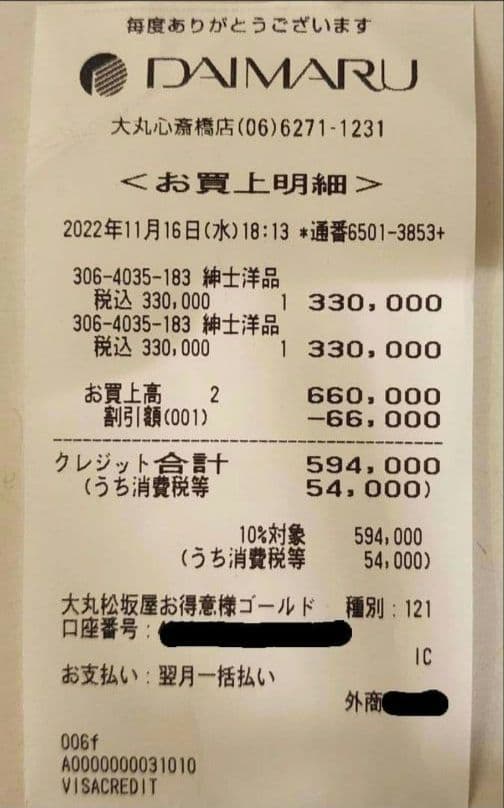 毎度ありがとうございます
DAIMARU
大丸心斎橋店(06)6271-1231
＜お買上明細＞
2022年11月16日(水)18:13 *通番6501-3853+
306-4035-183 紳士洋品
税込 330,000 1 330,000
306-4035-183 紳士洋品
税込 330,000 1 330,000
お買上高 2 660,000
割引額(001) -66,000
クレジット合計 594,000
(うち消費税等 54,000)
10%対象 594,000
(うち消費税等 54,000)
大丸松坂屋お得意様ゴールド 種別:121
口座番号:
IC
お支払い:翌月一括払い
外商
006f
A0000000031010
VISACREDIT